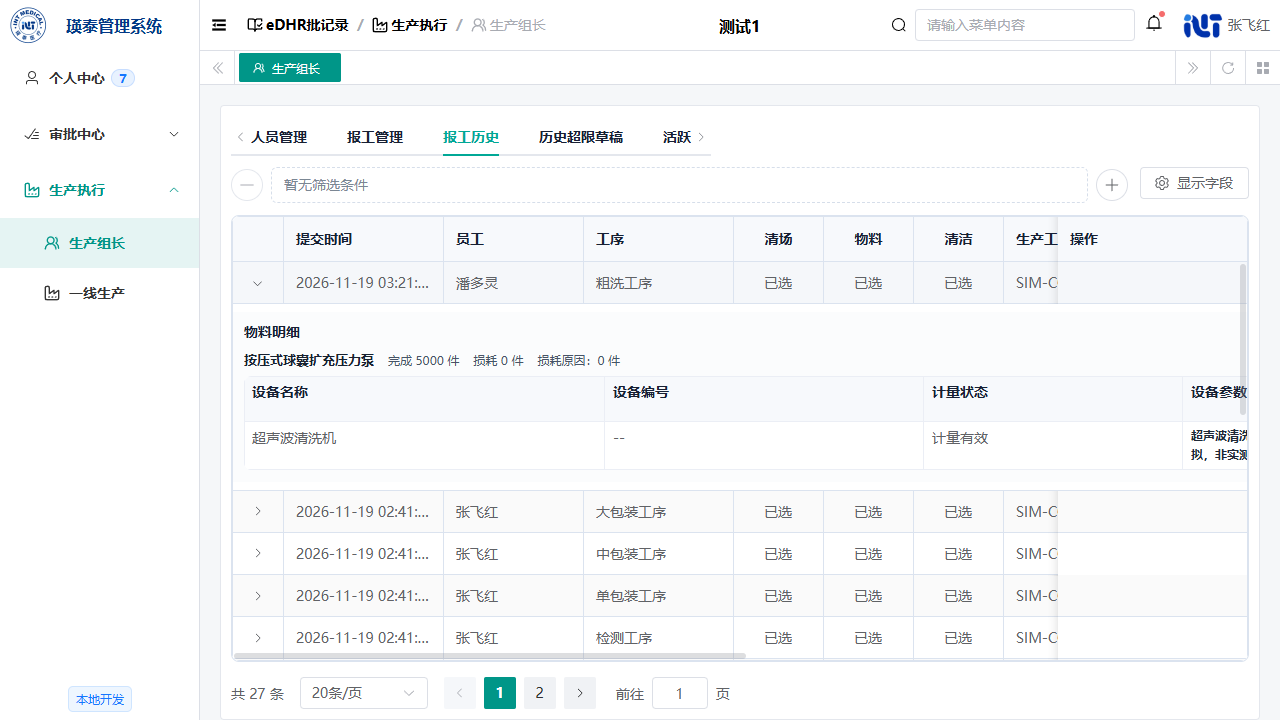 瑛泰管理系统
eDHR批记录 / 生产执行 / 生产组长
测试1
请输入菜单内容
张飞红
个人中心 7
审批中心
生产执行
生产组长
一线生产
本地开发
生产组长
人员管理 报工管理 报工历史 历史超限草稿 活跃
暂无筛选条件
显示字段
提交时间 员工 工序 清场 物料 清洁 生产工 操作
2026-11-19 03:21:... 潘多灵 粗洗工序 已选 已选 已选 SIM-C
物料明细
按压式球囊扩充压力泵 完成 5000 件 损耗 0 件 损耗原因：0 件
设备名称 设备编号 计量状态 设备参数
超声波清洗机 -- 计量有效 超声波清洗
拟，非实测
2026-11-19 02:41:... 张飞红 大包装工序 已选 已选 已选 SIM-C
2026-11-19 02:41:... 张飞红 中包装工序 已选 已选 已选 SIM-C
2026-11-19 02:41:... 张飞红 单包装工序 已选 已选 已选 SIM-C
2026-11-19 02:41:... 张飞红 检测工序 已选 已选 已选 SIM-C
共 27 条 20条/页 1 2 前往 1 页